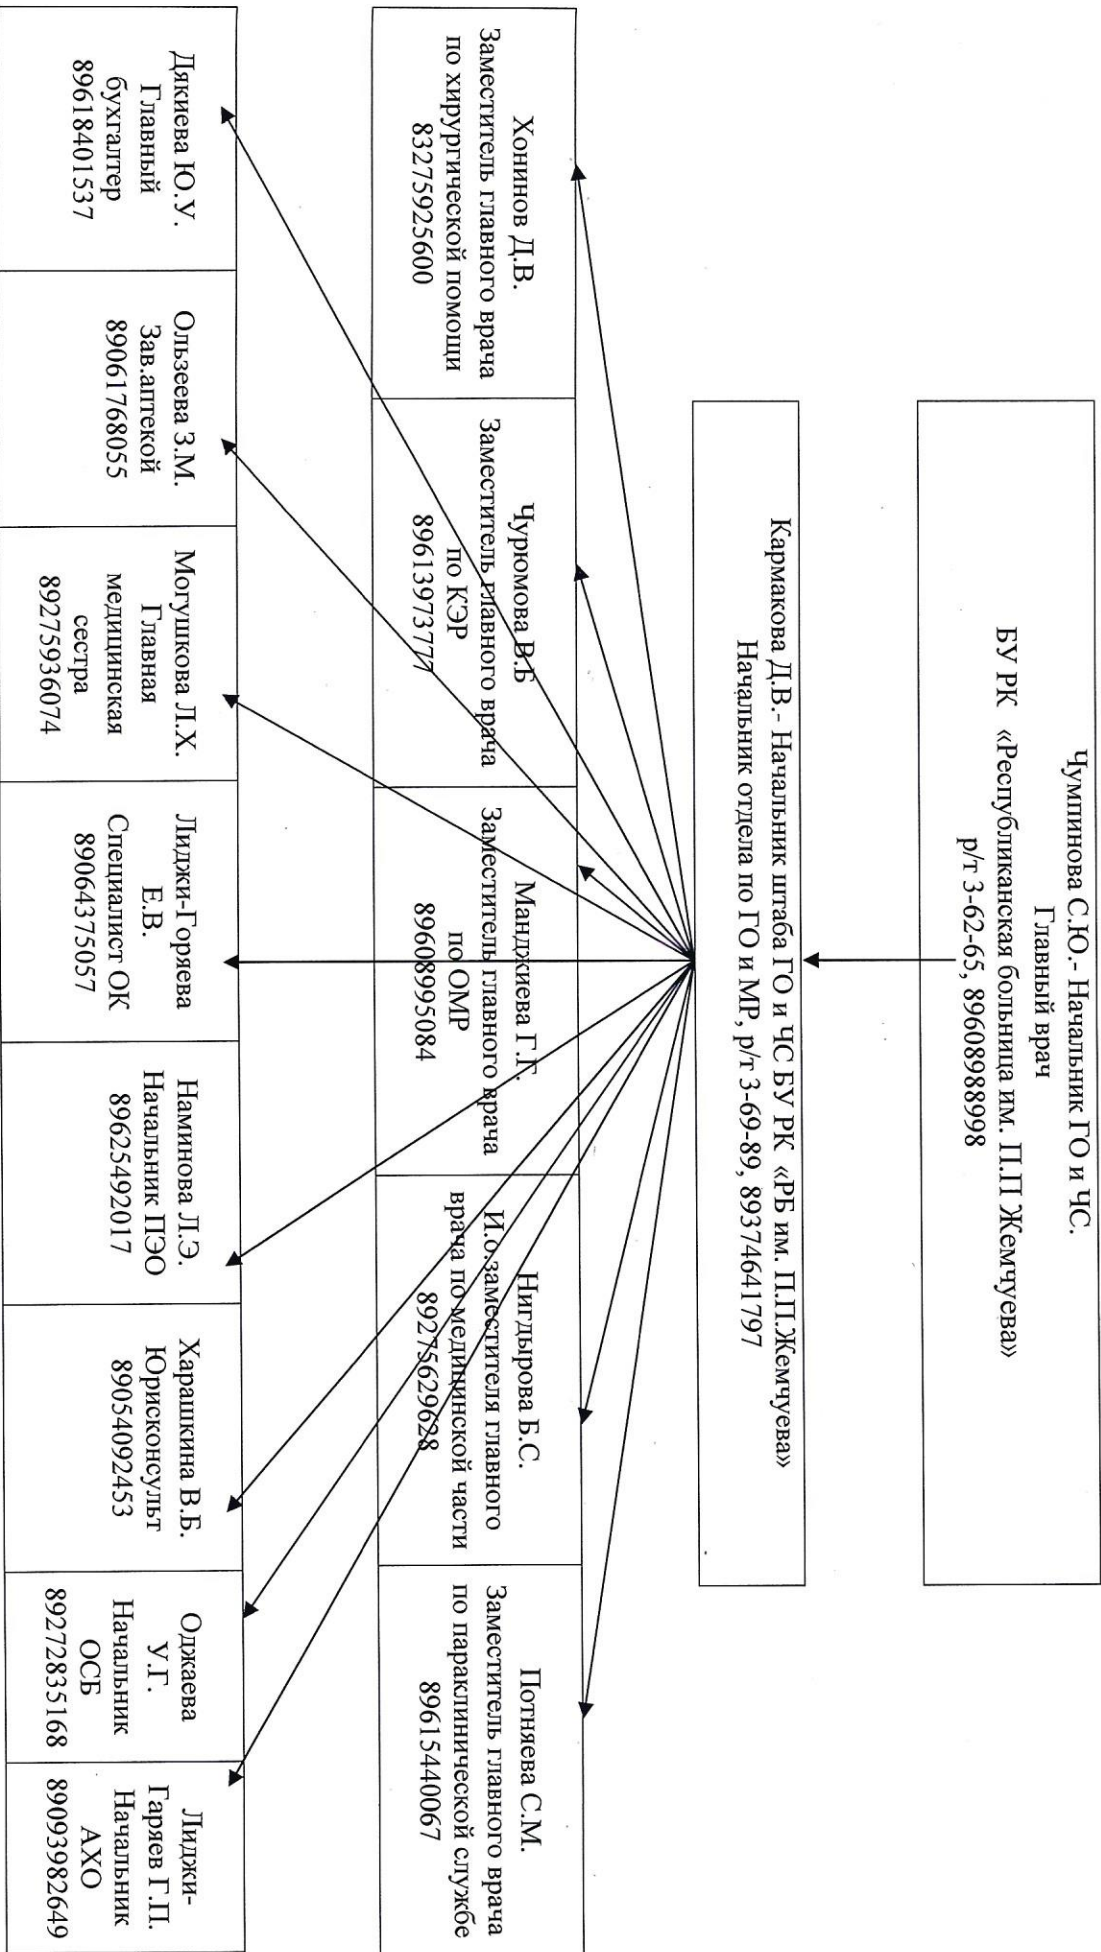 Чумпинова С.Ю.- Начальник ГО и ЧС.
Главный врач
БУ РК «Республиканская больница им. П.П Жемчуева»
р/т 3-62-65, 89608988998
Кармакова Д.В.- Начальник штаба ГО и ЧС БУ РК «РБ им. П.П.Жемчуева»
Начальник отдела по ГО и МР, р/т 3-69-89, 89374641797
Хонинов Д.В.
Заместитель главного врача
по хирургической помощи
83275925600
Чурюмова В.Б
Заместитель главного врача
по КЭР
89613973777
Манджиева Г.Г.
Заместитель главного врача
по ОМР
89608995084
Нигдырова Б.С.
И.о.заместителя главного
врача по медицинской части
89275629628
Потняева С.М.
Заместитель главного врача
по параклинической службе
89615440067
Дякиева Ю.У.
Главный
бухгалтер
89618401537
Ользеева З.М.
Зав.аптекой
89061768055
Могушкова Л.Х.
Главная
медицинская
сестра
89275936074
Лиджи-Горяева
Е.В.
Специалист ОК
89064375057
Наминова Л.Э.
Начальник ПЭО
89625492017
Харашкина В.Б.
Юрисконсульт
89054092453
Оджаева
У.Г.
Начальник
ОСБ
89272835168
Лиджи-
Гаряев Г.П.
Начальник
АХО
89093982649